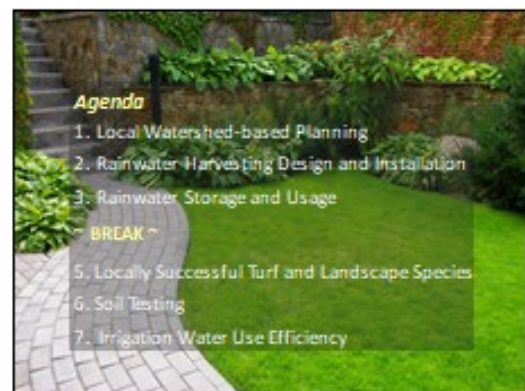 Agenda
1. Local Watershed-based Planning
2. Rainwater Harvesting Design and Installation
3. Rainwater Storage and Usage
~ BREAK ~
5. Locally Successful Turf and Landscape Species
6. Soil Testing
7. Irrigation Water Use Efficiency